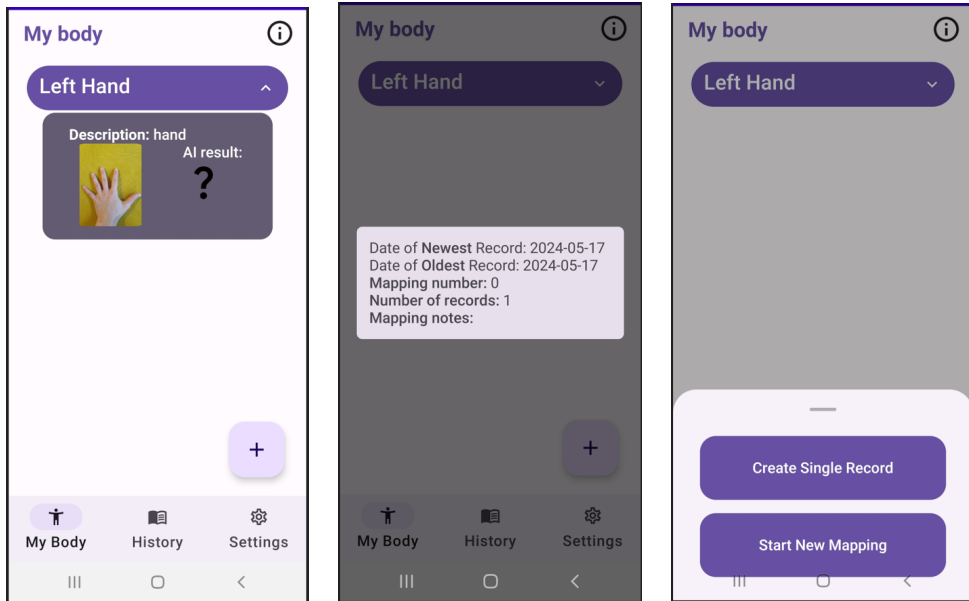 My body
Left Hand
Description: hand
AI result:
?
+
My Body
History
Settings
My body
Left Hand
Date of Newest Record: 2024-05-17
Date of Oldest Record: 2024-05-17
Mapping number: 0
Number of records: 1
Mapping notes:
+
My Body
History
Settings
My body
Left Hand
Create Single Record
Start New Mapping